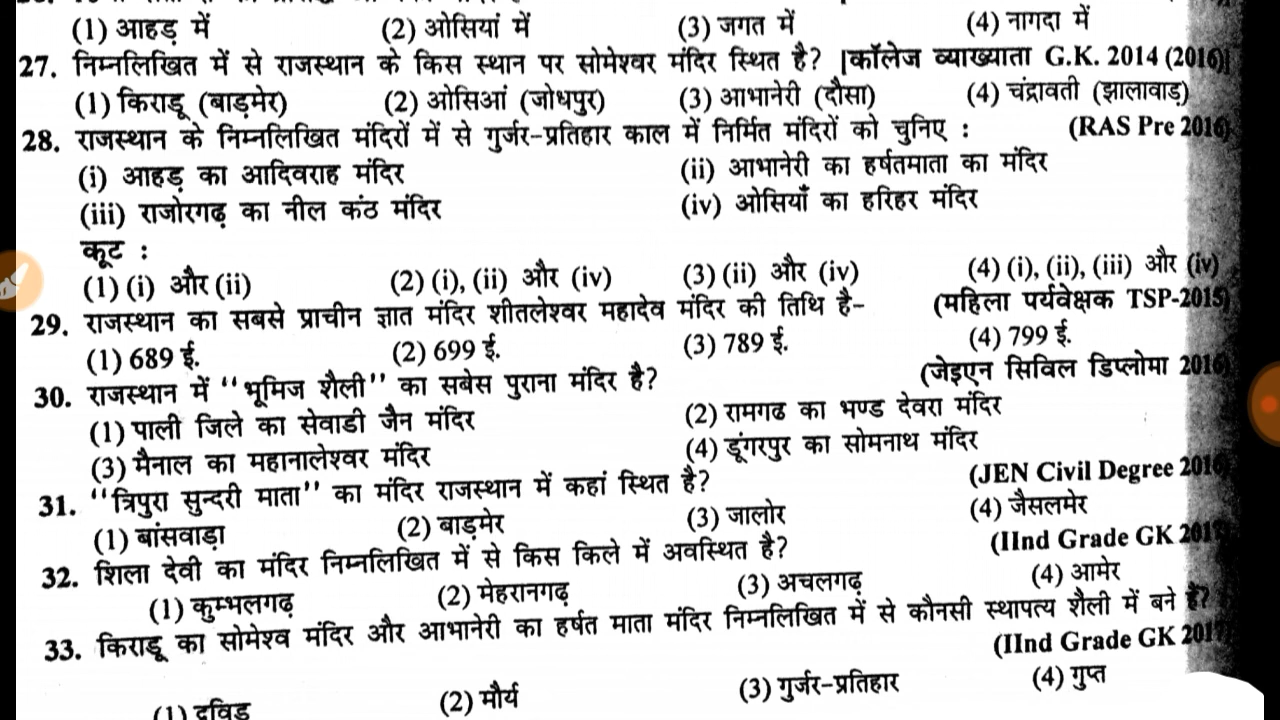 (1) आहड़ में (2) ओसियां में (3) जगत में (4) नागदा में
27. निम्नलिखित में से राजस्थान के किस स्थान पर सोमेश्वर मंदिर स्थित है? [कॉलेज व्याख्याता G.K. 2014 (2016)]
(1) किराडू (बाड़मेर) (2) ओसिआं (जोधपुर) (3) आभानेरी (दौसा) (4) चंद्रावती (झालावाड़)
28. राजस्थान के निम्नलिखित मंदिरों में से गुर्जर-प्रतिहार काल में निर्मित मंदिरों को चुनिए : (RAS Pre 2016)
(i) आहड़ का आदिवराह मंदिर (ii) आभानेरी का हर्षतमाता का मंदिर
(iii) राजोरगढ़ का नील कंठ मंदिर (iv) ओसियाँ का हरिहर मंदिर
कूट :
(1) (i) और (ii) (2) (i), (ii) और (iv) (3) (ii) और (iv) (4) (i), (ii), (iii) और (iv)
29. राजस्थान का सबसे प्राचीन ज्ञात मंदिर शीतलेश्वर महादेव मंदिर की तिथि है- (महिला पर्यवेक्षक TSP-2015)
(1) 689 ई. (2) 699 ई. (3) 789 ई. (4) 799 ई.
30. राजस्थान में "भूमिज शैली" का सबेस पुराना मंदिर है? (जेइएन सिविल डिप्लोमा 2016)
(1) पाली जिले का सेवाडी जैन मंदिर (2) रामगढ का भण्ड देवरा मंदिर
(3) मैनाल का महानालेश्वर मंदिर (4) डूंगरपुर का सोमनाथ मंदिर
31. "त्रिपुरा सुन्दरी माता" का मंदिर राजस्थान में कहां स्थित है? (JEN Civil Degree 2016)
(1) बांसवाड़ा (2) बाड़मेर (3) जालोर (4) जैसलमेर
32. शिला देवी का मंदिर निम्नलिखित में से किस किले में अवस्थित है? (IInd Grade GK
(1) कुम्भलगढ़ (2) मेहरानगढ़ (3) अचलगढ़ (4) आमेर
33. किराडू का सोमेश्व मंदिर और आभानेरी का हर्षत माता मंदिर निम्नलिखित में से कौनसी स्थापत्य शैली में बने हैं?
(IInd Grade GK
(1) द्रविड़ (2) मौर्य (3) गुर्जर-प्रतिहार (4) गुप्त